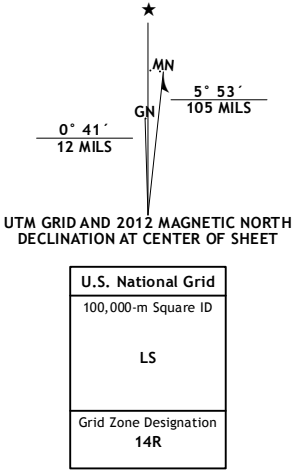 ★
MN
GN
5° 53´
105 MILS
0° 41´
12 MILS
UTM GRID AND 2012 MAGNETIC NORTH
DECLINATION AT CENTER OF SHEET
U.S. National Grid
100,000-m Square ID
LS
Grid Zone Designation
14R